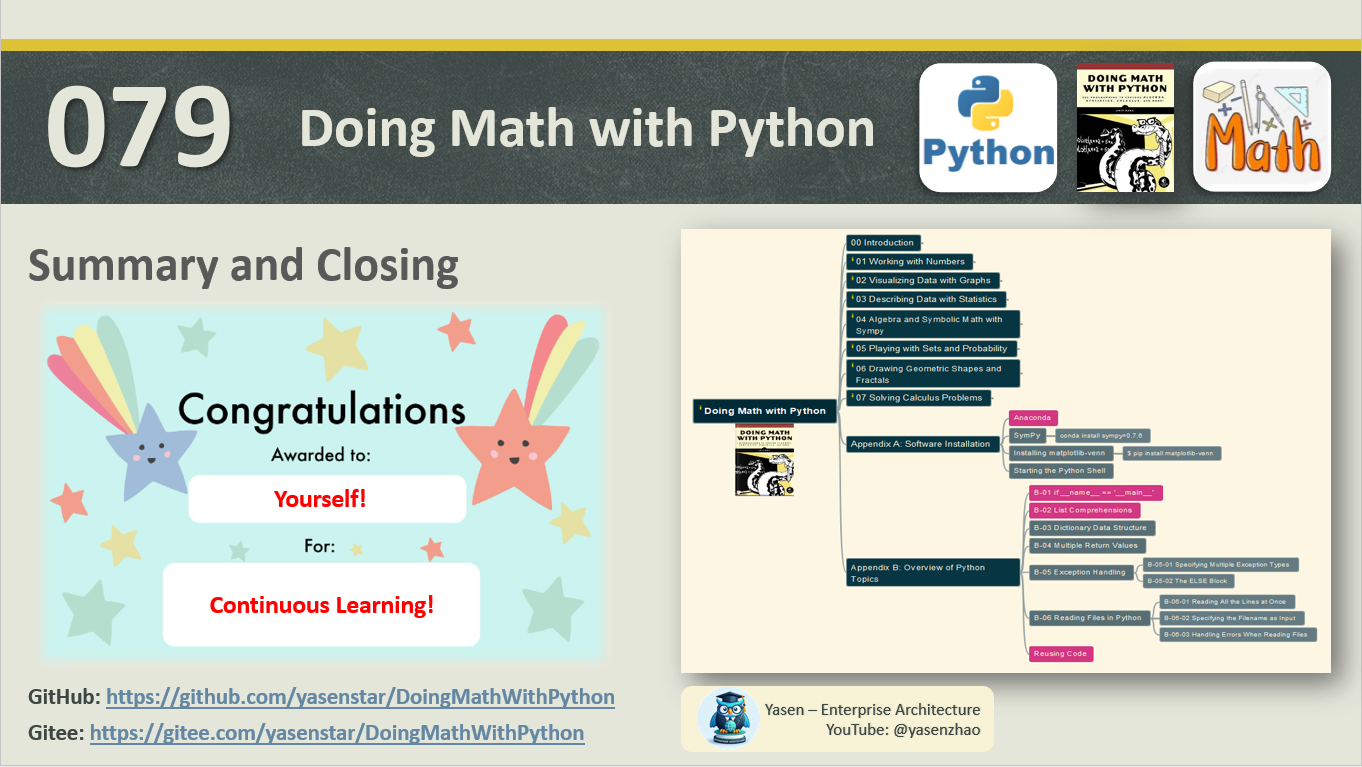 079
Doing Math with Python
Python
DOING MATH
WITH PYTHON
Math
Summary and Closing
Congratulations
Awarded to:
Yourself!
For:
Continuous Learning!
GitHub: https://github.com/yasenstar/DoingMathWithPython
Gitee: https://gitee.com/yasenstar/DoingMathWithPython
Doing Math with Python
DOING MATH
WITH PYTHON
00 Introduction
01 Working with Numbers
02 Visualizing Data with Graphs
03 Describing Data with Statistics
04 Algebra and Symbolic Math with
Sympy
05 Playing with Sets and Probability
06 Drawing Geometric Shapes and
Fractals
07 Solving Calculus Problems
Appendix A: Software Installation
Anaconda
SymPy
conda install sympy=0.7.6
Installing matplotlib-venn
$ pip install matplotlib-venn
Starting the Python Shell
Appendix B: Overview of Python
Topics
B-01 if __name__ == '__main__'
B-02 List Comprehensions
B-03 Dictionary Data Structure
B-04 Multiple Return Values
B-05 Exception Handling
B-05-01 Specifying Multiple Exception Types
B-05-02 The ELSE Block
B-06 Reading Files in Python
B-06-01 Reading All the Lines at Once
B-06-02 Specifying the Filename as Input
B-06-03 Handling Errors When Reading Files
Reusing Code
Yasen – Enterprise Architecture
YouTube: @yasenzhao